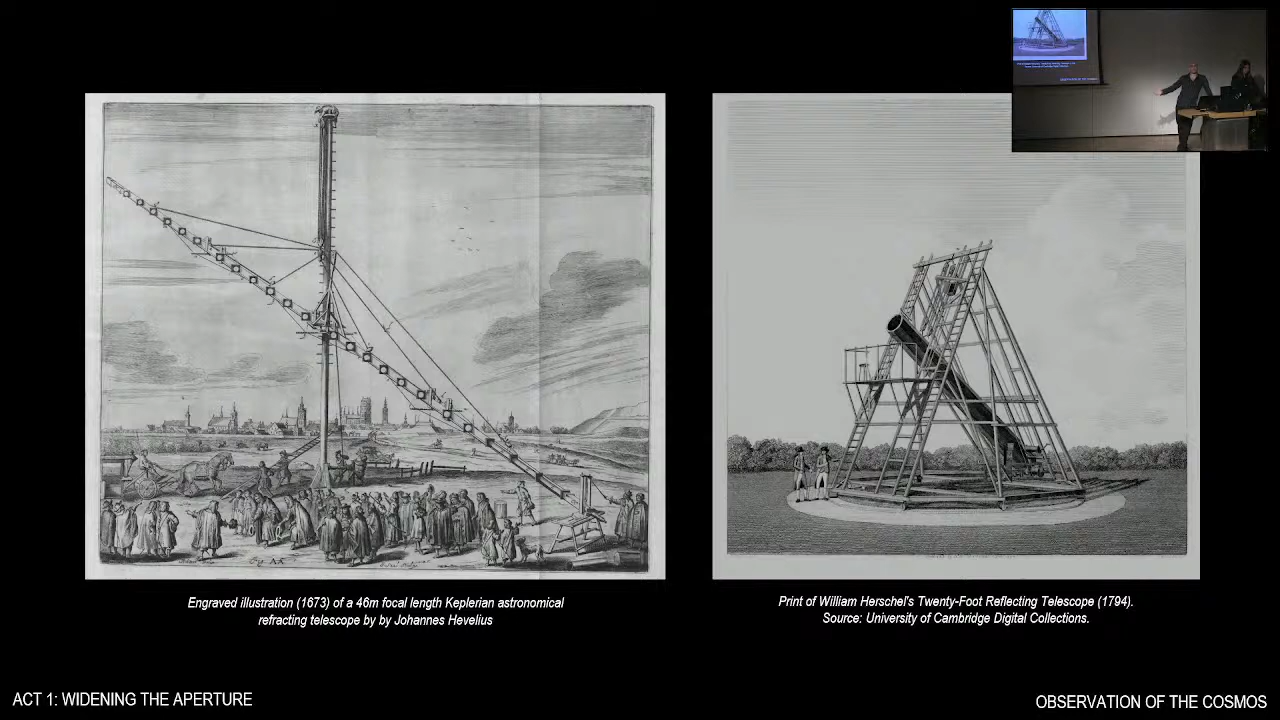 Engraved illustration (1673) of a 46m focal length Keplerian astronomical
refracting telescope by by Johannes Hevelius
Print of William Herschel's Twenty-Foot Reflecting Telescope (1794).
Source: University of Cambridge Digital Collections.
ACT 1: WIDENING THE APERTURE
OBSERVATION OF THE COSMOS